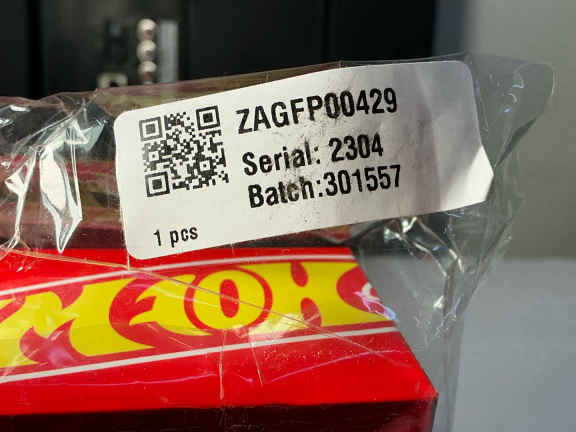 ZAGFP00429
Serial: 2304
Batch:301557
1 pcs